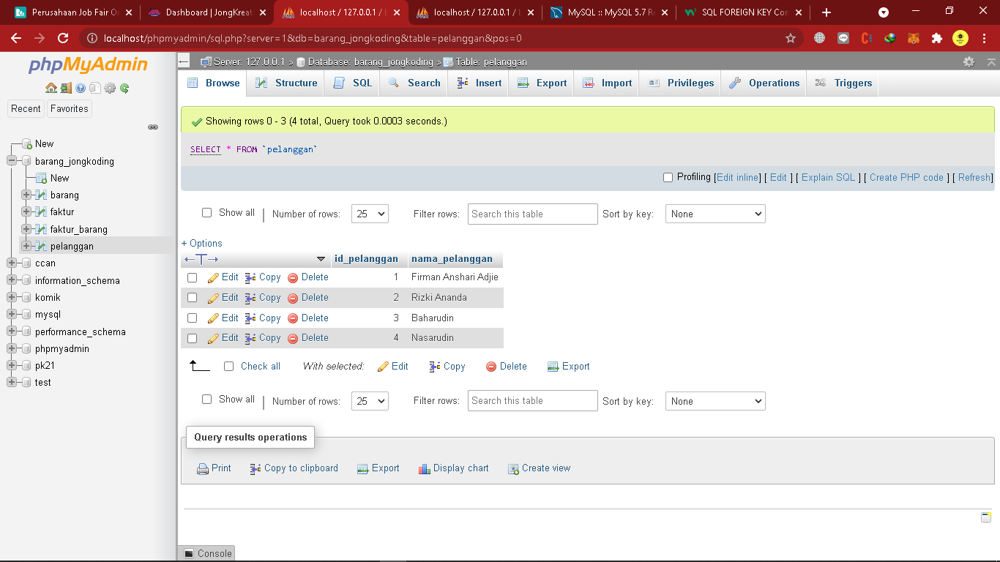 Perusahaan Job Fair On
Dashboard | JongKreat
localhost / 127.0.0.1 / b
localhost / 127.0.0.1 / b
MySQL :: MySQL 5.7 Re
SQL FOREIGN KEY Con
localhost/phpmyadmin/sql.php?server=1&db=barang_jongkoding&table=pelanggan&pos=0
phpMyAdmin
Recent Favorites
New
barang_jongkoding
New
barang
faktur
faktur_barang
pelanggan
ccan
information_schema
komik
mysql
performance_schema
phpmyadmin
pk21
test
Server: 127.0.0.1 » Database: barang_jongkoding » Table: pelanggan
Browse Structure SQL Search Insert Export Import Privileges Operations Triggers
Showing rows 0 - 3 (4 total, Query took 0.0003 seconds.)
SELECT * FROM `pelanggan`
Profiling [Edit inline] [ Edit ] [ Explain SQL ] [ Create PHP code ] [ Refresh]
Show all | Number of rows: 25 Filter rows: Search this table Sort by key: None
+ Options
←T→ id_pelanggan nama_pelanggan
Edit Copy Delete 1 Firman Anshari Adjie
Edit Copy Delete 2 Rizki Ananda
Edit Copy Delete 3 Baharudin
Edit Copy Delete 4 Nasarudin
Check all With selected: Edit Copy Delete Export
Show all | Number of rows: 25 Filter rows: Search this table Sort by key: None
Query results operations
Print Copy to clipboard Export Display chart Create view
Console